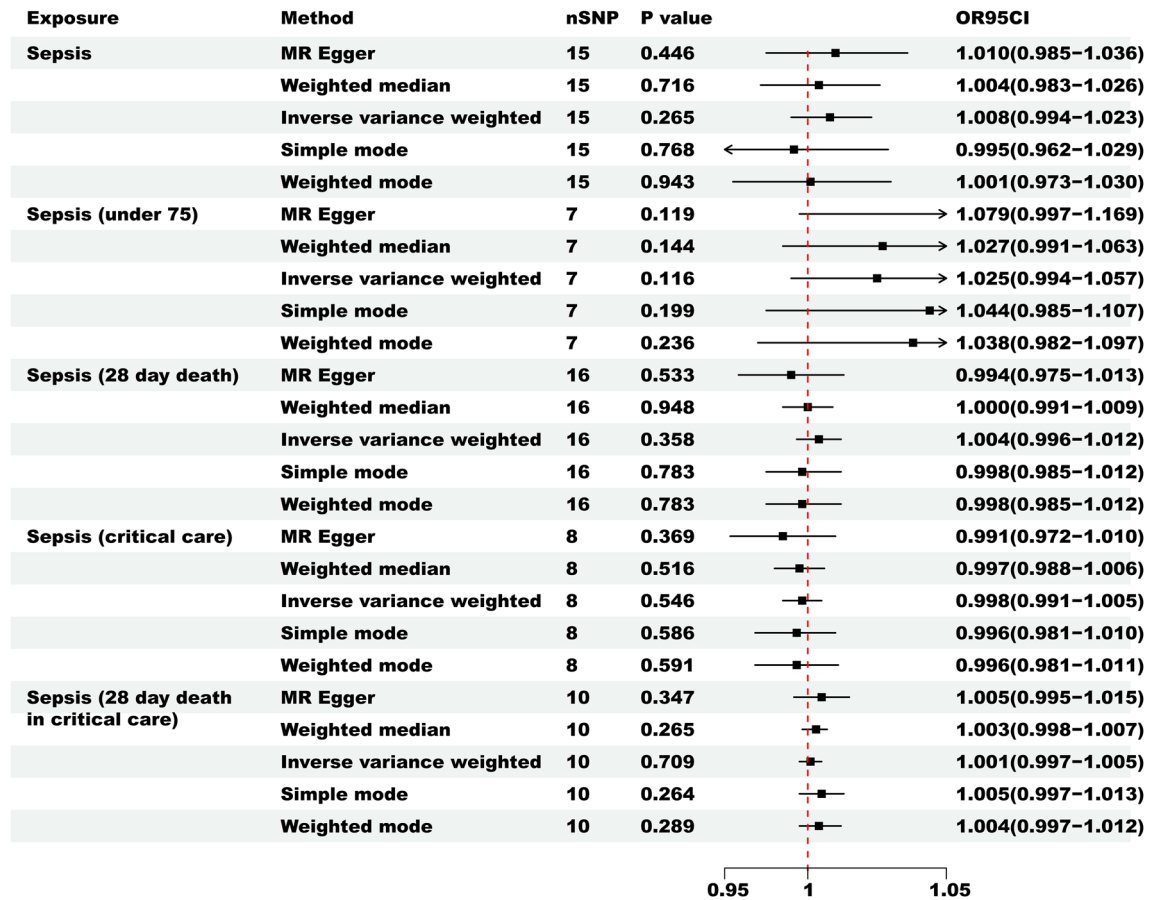 Exposure Method nSNP P value OR95CI
Sepsis MR Egger 15 0.446 1.010(0.985−1.036)
Weighted median 15 0.716 1.004(0.983−1.026)
Inverse variance weighted 15 0.265 1.008(0.994−1.023)
Simple mode 15 0.768 0.995(0.962−1.029)
Weighted mode 15 0.943 1.001(0.973−1.030)
Sepsis (under 75) MR Egger 7 0.119 1.079(0.997−1.169)
Weighted median 7 0.144 1.027(0.991−1.063)
Inverse variance weighted 7 0.116 1.025(0.994−1.057)
Simple mode 7 0.199 1.044(0.985−1.107)
Weighted mode 7 0.236 1.038(0.982−1.097)
Sepsis (28 day death) MR Egger 16 0.533 0.994(0.975−1.013)
Weighted median 16 0.948 1.000(0.991−1.009)
Inverse variance weighted 16 0.358 1.004(0.996−1.012)
Simple mode 16 0.783 0.998(0.985−1.012)
Weighted mode 16 0.783 0.998(0.985−1.012)
Sepsis (critical care) MR Egger 8 0.369 0.991(0.972−1.010)
Weighted median 8 0.516 0.997(0.988−1.006)
Inverse variance weighted 8 0.546 0.998(0.991−1.005)
Simple mode 8 0.586 0.996(0.981−1.010)
Weighted mode 8 0.591 0.996(0.981−1.011)
Sepsis (28 day death MR Egger 10 0.347 1.005(0.995−1.015)
in critical care)
Weighted median 10 0.265 1.003(0.998−1.007)
Inverse variance weighted 10 0.709 1.001(0.997−1.005)
Simple mode 10 0.264 1.005(0.997−1.013)
Weighted mode 10 0.289 1.004(0.997−1.012)
0.95 1 1.05